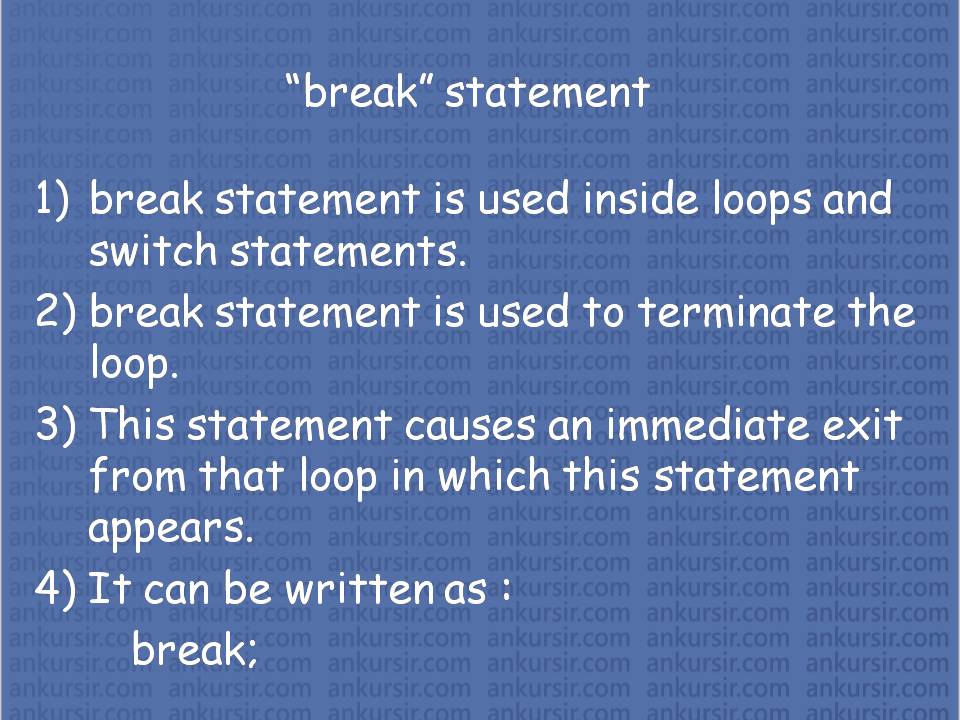 “break” statement
1) break statement is used inside loops and
switch statements.
2) break statement is used to terminate the
loop.
3) This statement causes an immediate exit
from that loop in which this statement
appears.
4) It can be written as :
break;
ankursir.com